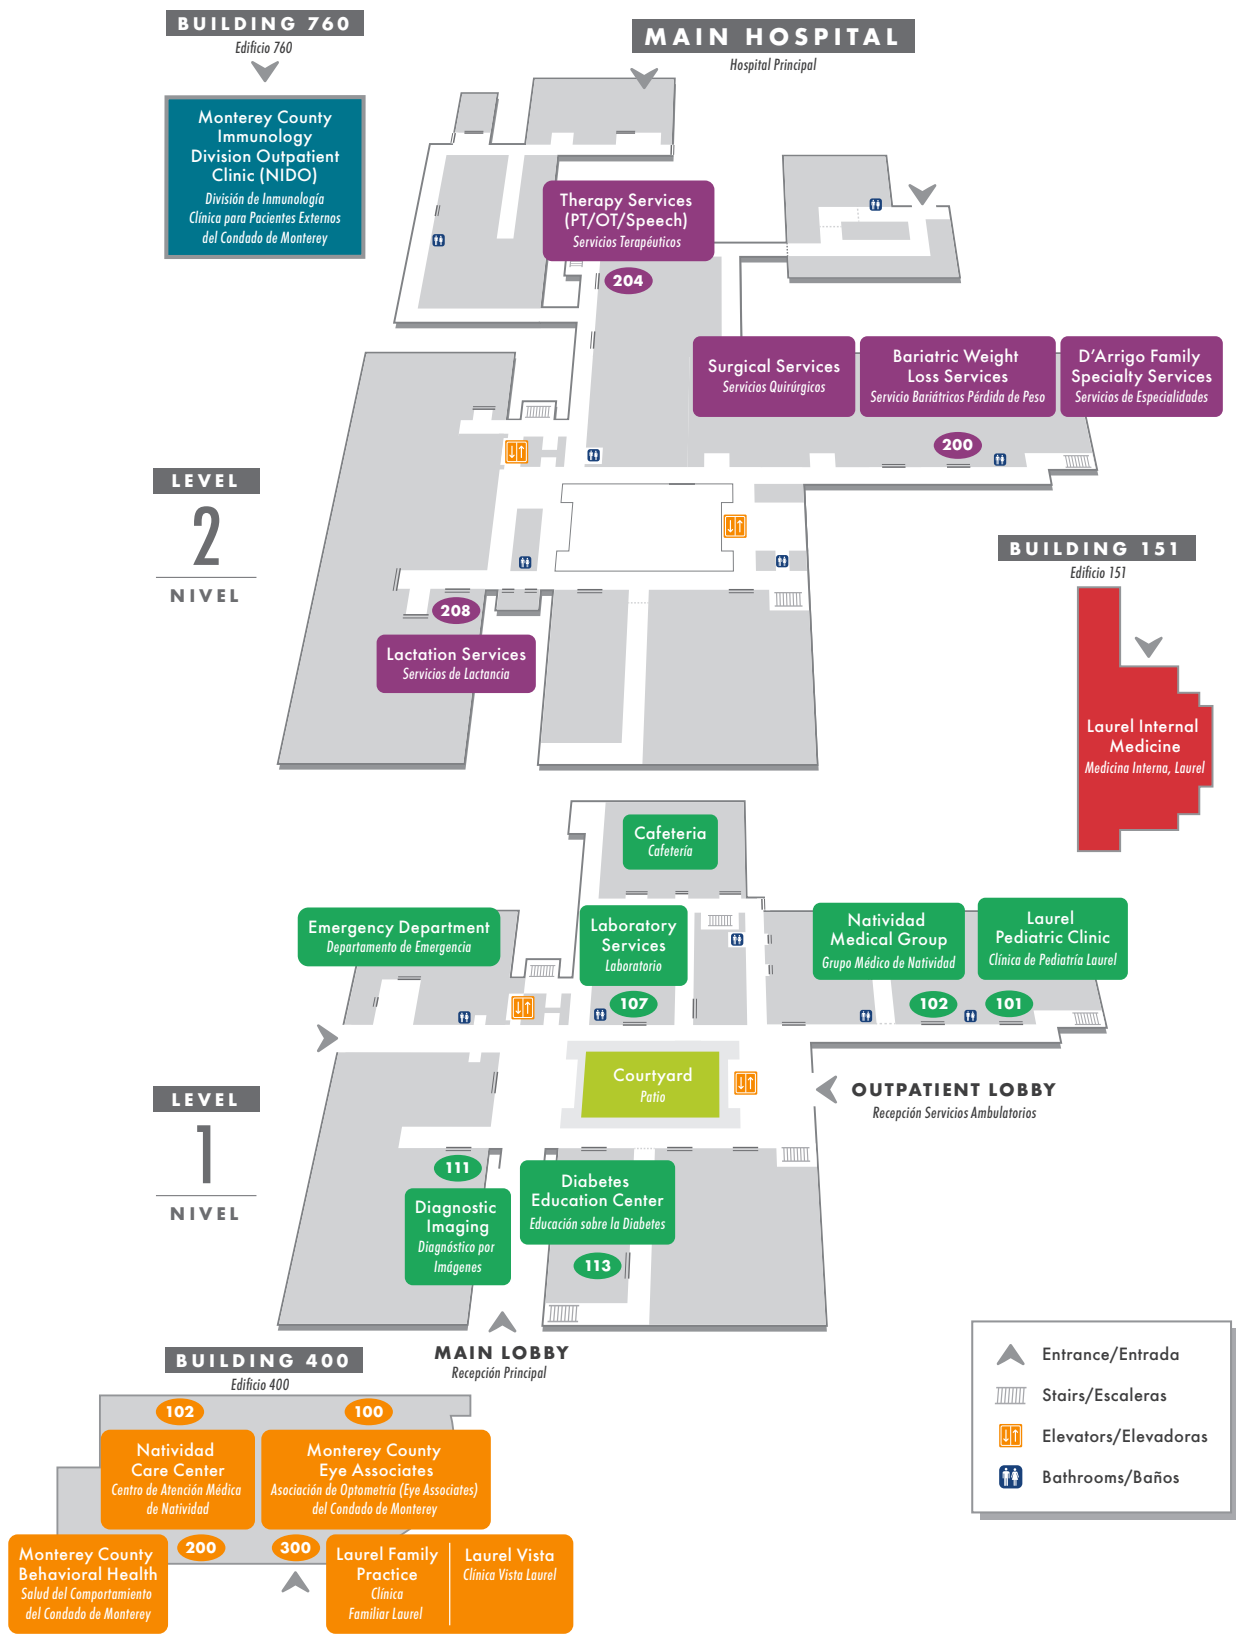 BUILDING 760
Edificio 760
Monterey County
Immunology
Division Outpatient
Clinic (NIDO)
División de Inmunología
Clínica para Pacientes Externos
del Condado de Monterey
MAIN HOSPITAL
Hospital Principal
Therapy Services
(PT/OT/Speech)
Servicios Terapéuticos
204
Surgical Services
Servicios Quirúrgicos
Bariatric Weight
Loss Services
Servicio Bariátricos Pérdida de Peso
D'Arrigo Family
Specialty Services
Servicios de Especialidades
200
LEVEL
2
NIVEL
208
Lactation Services
Servicios de Lactancia
BUILDING 151
Edificio 151
Laurel Internal
Medicine
Medicina Interna, Laurel
Cafeteria
Cafetería
Emergency Department
Departamento de Emergencia
Laboratory
Services
Laboratorio
107
Natividad
Medical Group
Grupo Médico de Natividad
102
Laurel
Pediatric Clinic
Clínica de Pediatría Laurel
101
Courtyard
Patio
OUTPATIENT LOBBY
Recepción Servicios Ambulatorios
LEVEL
1
NIVEL
111
Diagnostic
Imaging
Diagnóstico por
Imágenes
Diabetes
Education Center
Educación sobre la Diabetes
113
MAIN LOBBY
Recepción Principal
BUILDING 400
Edificio 400
102
Natividad
Care Center
Centro de Atención Médica
de Natividad
100
Monterey County
Eye Associates
Asociación de Optometría (Eye Associates)
del Condado de Monterey
200
Monterey County
Behavioral Health
Salud del Comportamiento
del Condado de Monterey
300
Laurel Family
Practice
Clínica
Familiar Laurel
Laurel Vista
Clínica Vista Laurel
Entrance/Entrada
Stairs/Escaleras
Elevators/Elevadoras
Bathrooms/Baños